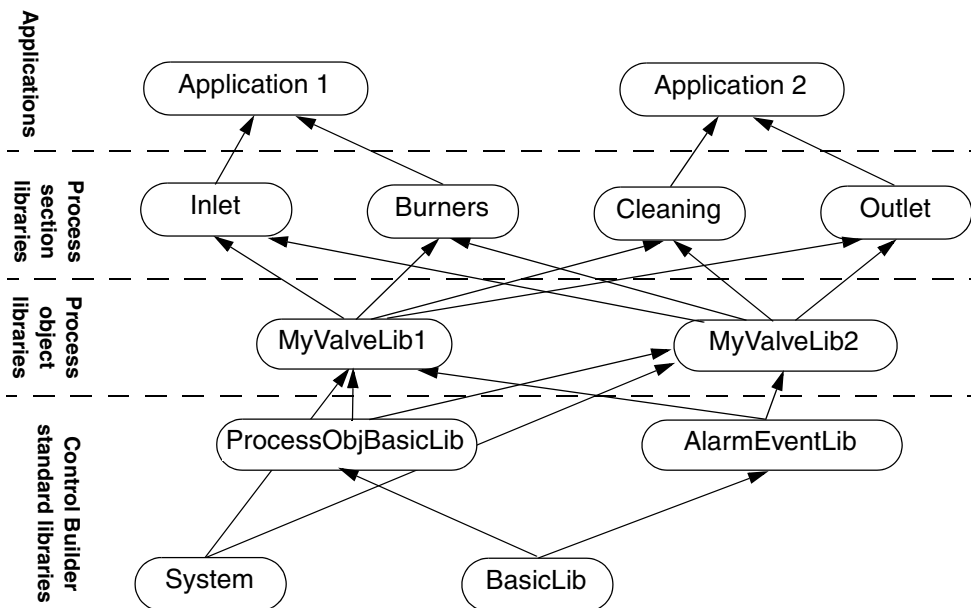 Applications
Application 1
Application 2
Process
section
libraries
Inlet
Burners
Cleaning
Outlet
Process
object
libraries
MyValveLib1
MyValveLib2
Control Builder
standard libraries
ProcessObjBasicLib
AlarmEventLib
System
BasicLib